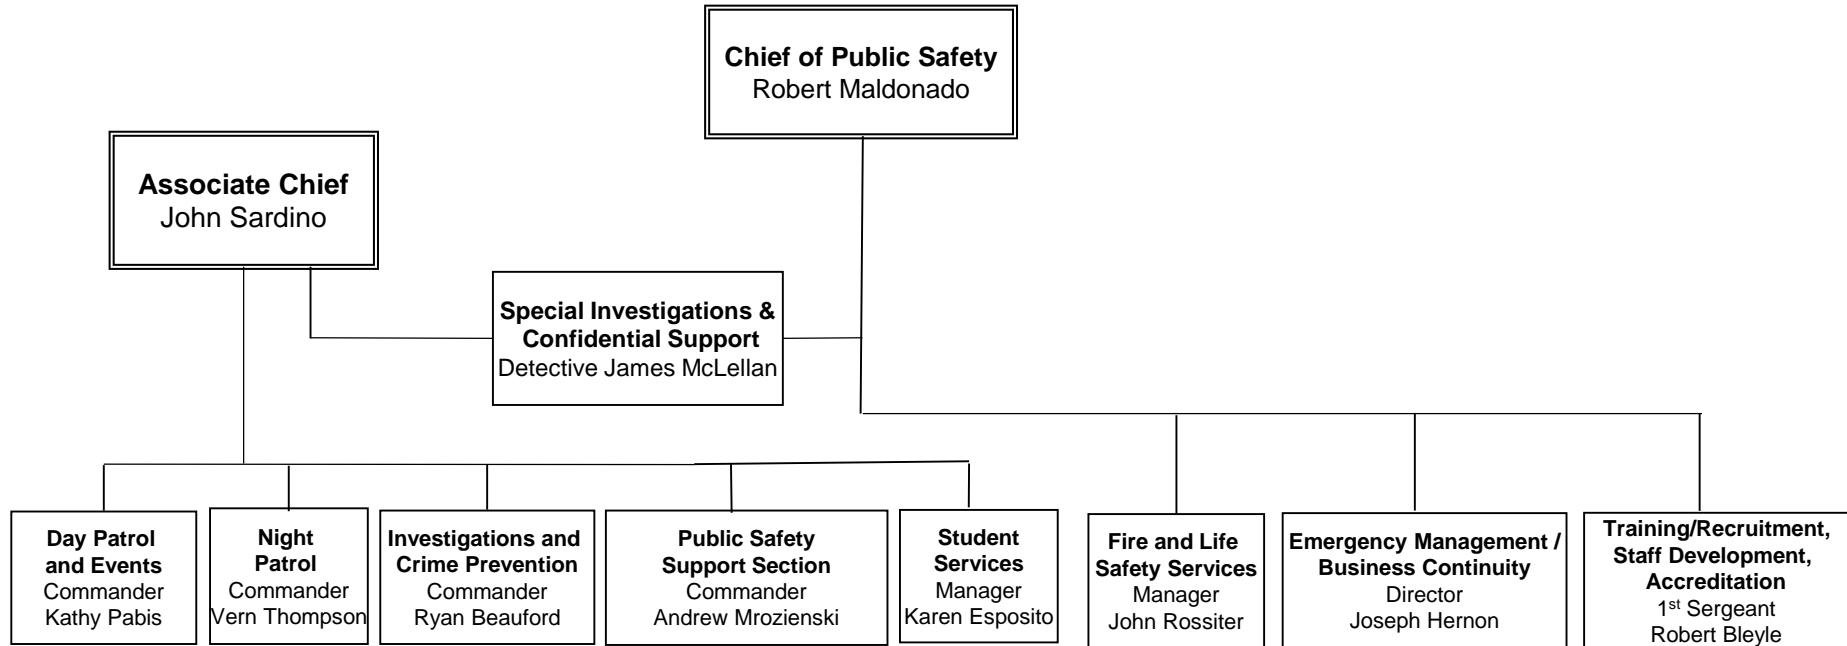 Chief of Public Safety
Robert Maldonado
Associate Chief
John Sardino
Special Investigations &
Confidential Support
Detective James McLellan
Day Patrol
and Events
Commander
Kathy Pabis
Night
Patrol
Commander
Vern Thompson
Investigations and
Crime Prevention
Commander
Ryan Beauford
Public Safety
Support Section
Commander
Andrew Mrozienski
Student
Services
Manager
Karen Esposito
Fire and Life
Safety Services
Manager
John Rossiter
Emergency Management /
Business Continuity
Director
Joseph Hernon
Training/Recruitment,
Staff Development,
Accreditation
1st Sergeant
Robert Bleyle